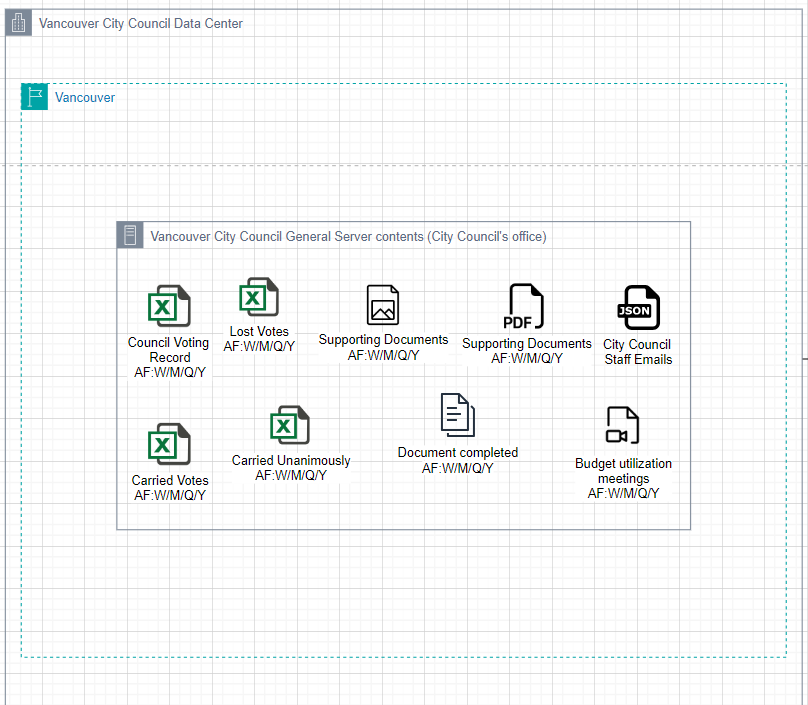 Vancouver City Council Data Center
Vancouver
Vancouver City Council General Server contents (City Council's office)
X
Council Voting
Record
AF:W/M/Q/Y
X
Lost Votes
AF:W/M/Q/Y
Supporting Documents
AF:W/M/Q/Y
PDF
Supporting Documents
AF:W/M/Q/Y
JSON
City Council
Staff Emails
X
Carried Votes
AF:W/M/Q/Y
X
Carried Unanimously
AF:W/M/Q/Y
Document completed
AF:W/M/Q/Y
Budget utilization
meetings
AF:W/M/Q/Y